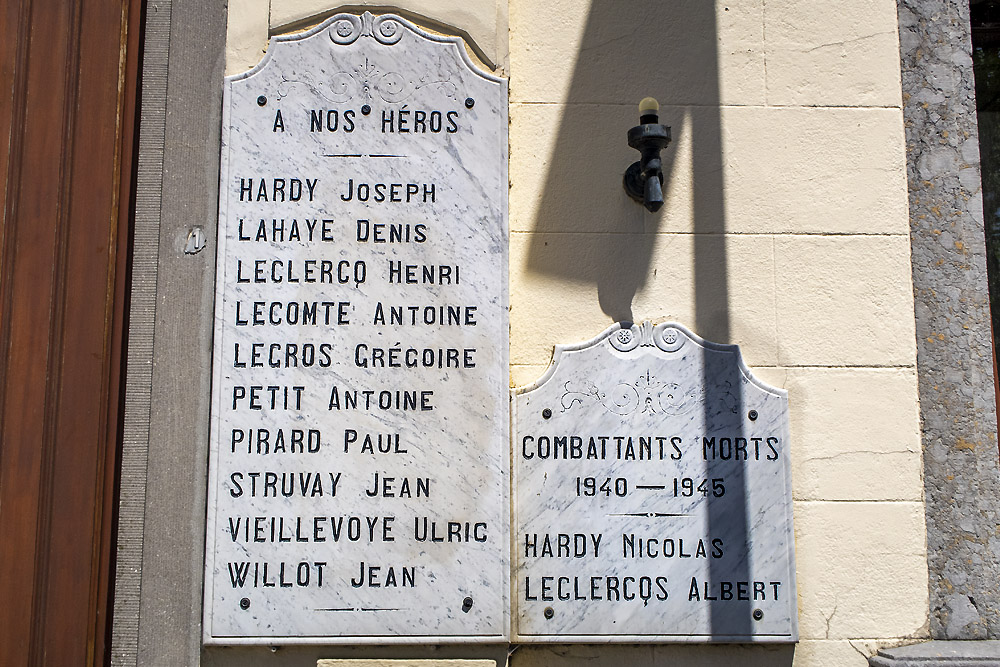 A NOS HÉROS
HARDY JOSEPH
LAHAYE DENIS
LECLERCQ HENRI
LECOMTE ANTOINE
LEGROS GRÉGOIRE
PETIT ANTOINE
PIRARD PAUL
STRUVAY JEAN
VIEILLEVOYE ULRIC
WILLOT JEAN
COMBATTANTS MORTS
1940 — 1945
HARDY NICOLAS
LECLERCQS ALBERT
1